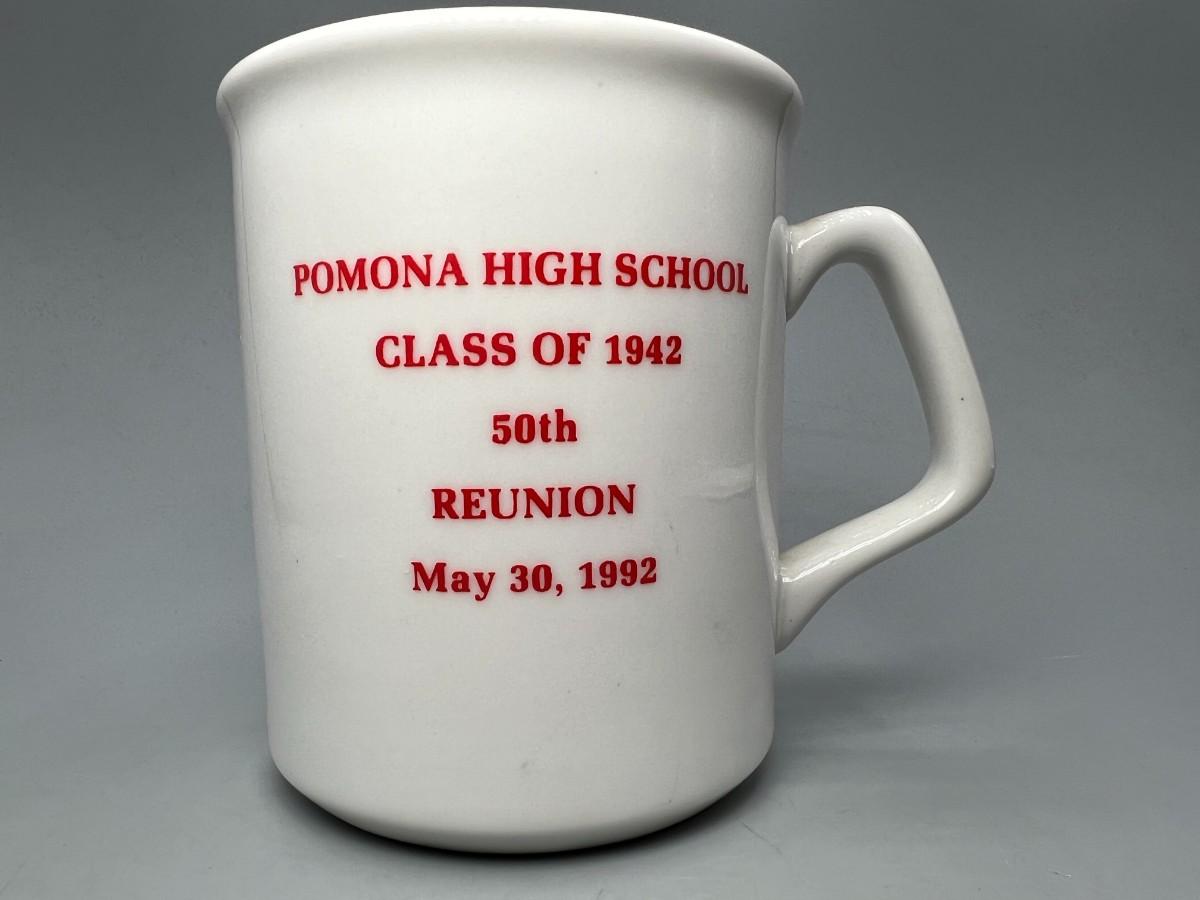 POMONA HIGH SCHOOL
CLASS OF 1942
50th
REUNION
May 30, 1992